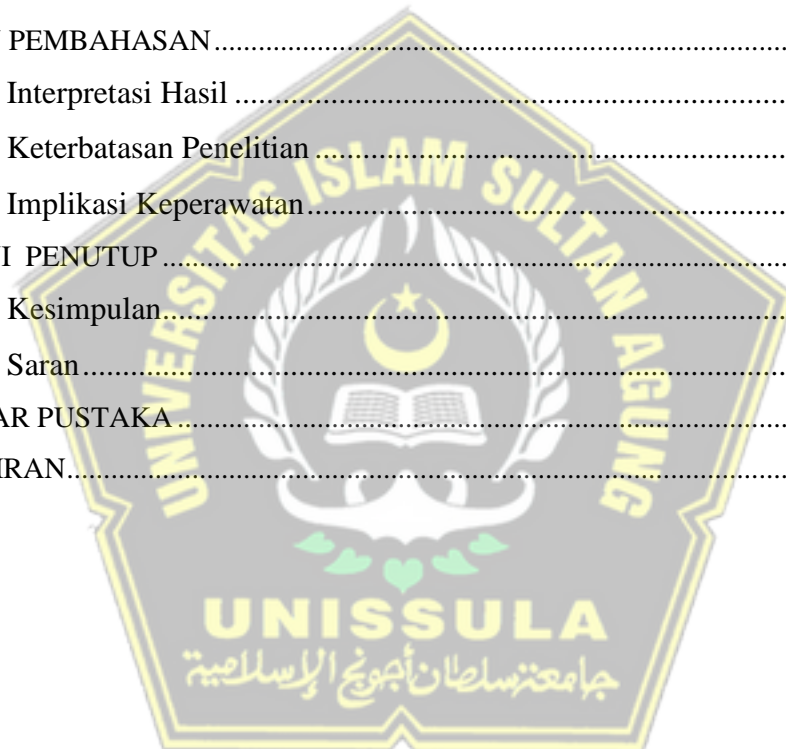 PEMBAHASAN........................................................................
Interpretasi Hasil......................................................................
Keterbatasan Penelitian............................................................
Implikasi Keperawatan.............................................................
I PENUTUP................................................................................
Kesimpulan................................................................................
Saran..........................................................................................
AR PUSTAKA............................................................................
IRAN..........................................................................................
UNIVERSITAS ISLAM SULTAN AGUNG
UNISSULA
جامعة سلطان أجونج الإسلامية